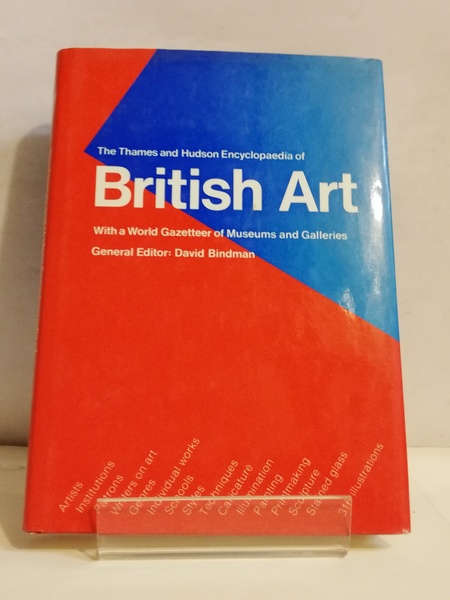 The Thames and Hudson Encyclopaedia of
British Art
With a World Gazetteer of Museums and Galleries
General Editor: David Bindman
Artists
Institutions
Patrons
Writers on art
Genres
Individual works
Schools
Styles
Techniques
Caricature
Illumination
Painting
Printmaking
Sculpture
Stained glass
illustrations